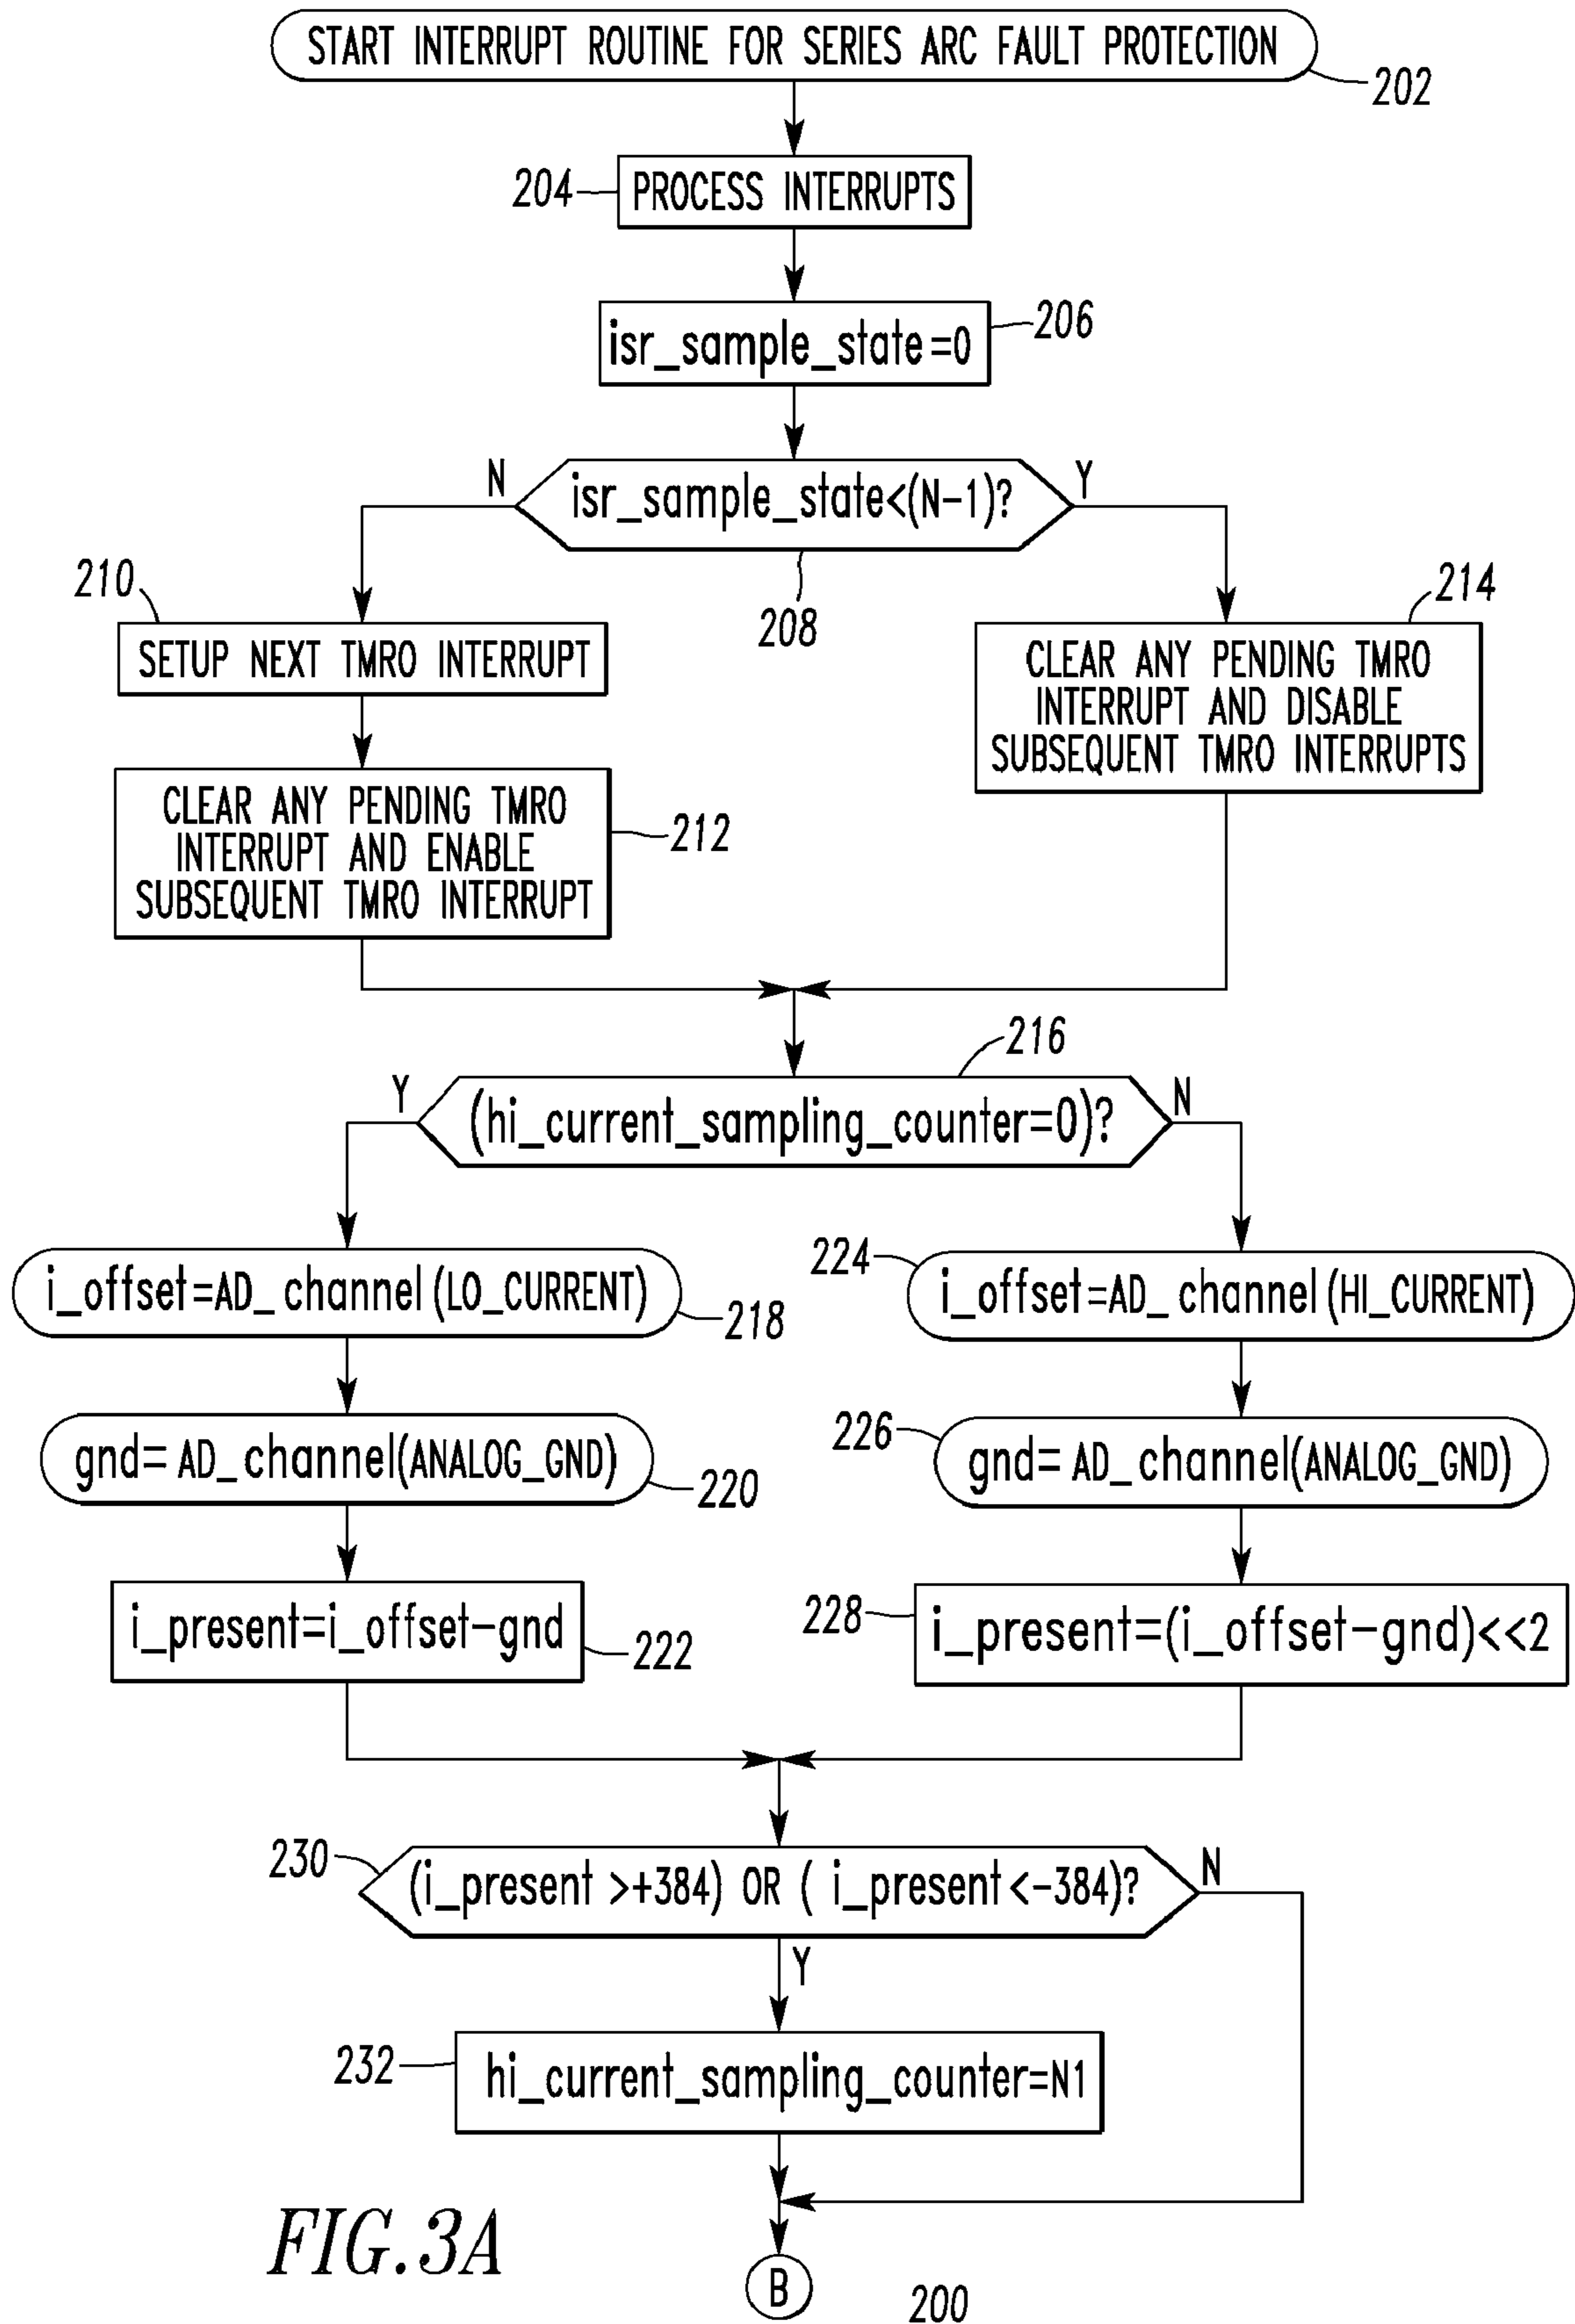 START INTERRUPT ROUTINE FOR SERIES ARC FAULT PROTECTION
202
204
PROCESS INTERRUPTS
isr_sample_state=0
206
N
isr_sample_state<(N-1)?
Y
208
210
SETUP NEXT TMRO INTERRUPT
214
CLEAR ANY PENDING TMRO
INTERRUPT AND DISABLE
SUBSEQUENT TMRO INTERRUPTS
CLEAR ANY PENDING TMRO
INTERRUPT AND ENABLE
SUBSEQUENT TMRO INTERRUPT
212
216
Y
(hi_current_sampling_counter=0)?
N
i_offset=AD_channel(LO_CURRENT)
218
224
i_offset=AD_channel(HI_CURRENT)
gnd=AD_channel(ANALOG_GND)
220
226
gnd=AD_channel(ANALOG_GND)
i_present=i_offset-gnd
222
228
i_present=(i_offset-gnd)<<2
230
(i_present >+384) OR ( i_present<-384)?
N
Y
232
hi_current_sampling_counter=N1
FIG.3A
B
200